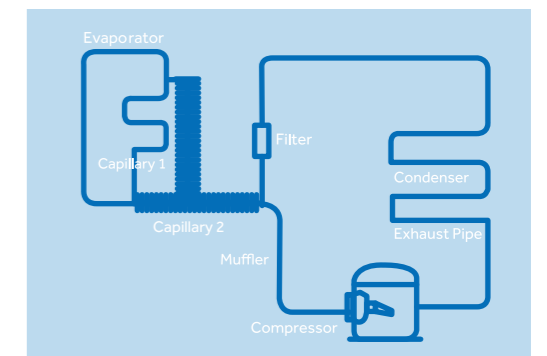 Evaporator
Filter
Capillary 1
Condenser
Capillary 2
Exhaust Pipe
Muffler
Compressor